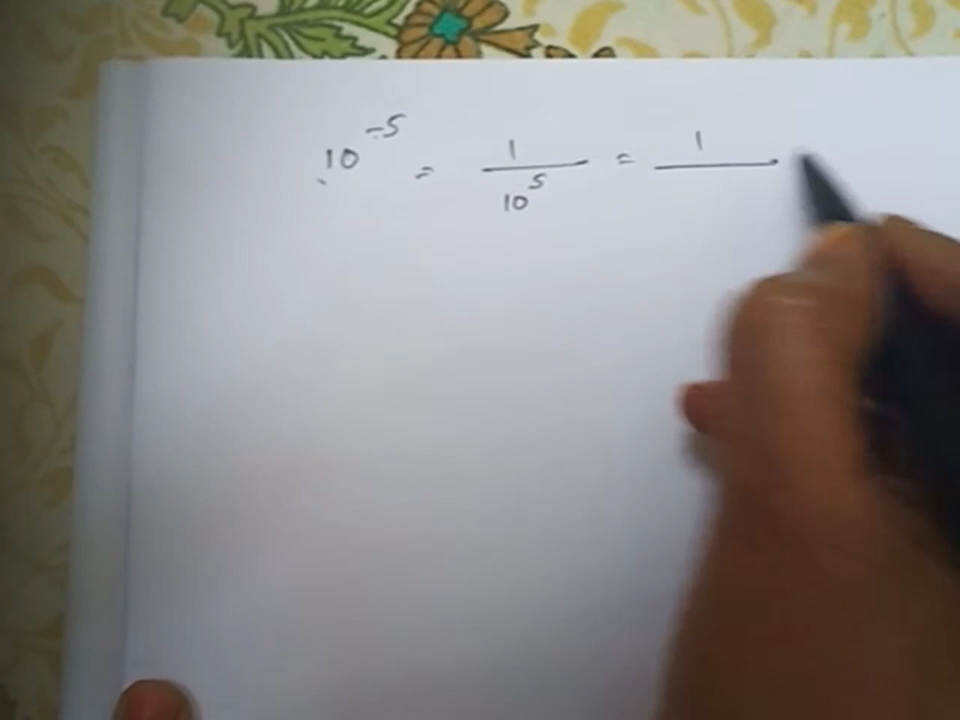 10^-5 = 1/10^5 = 1/